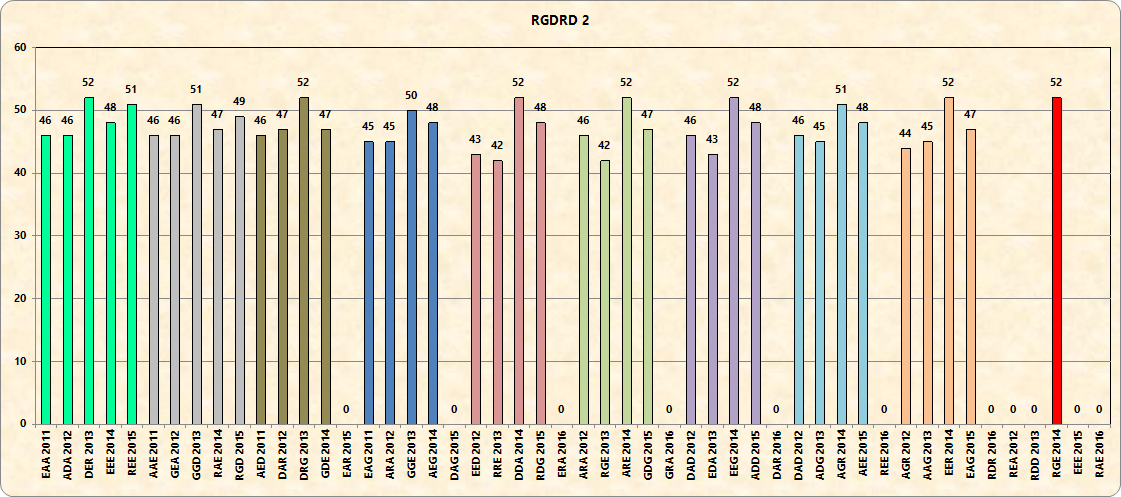 RGDRD 2
60
50
40
30
20
10
0
46 46 52 48 51 46 46 51 47 49 46 47 52 47 0 45 45 50 48 0 43 42 52 48 0 46 42 52 47 0 46 43 52 48 0 46 45 51 48 0 44 45 52 47 0 0 0 52 0 0
EAA 2011
ADA 2012
DER 2013
EEE 2014
REE 2015
AAE 2011
GEA 2012
GGD 2013
RAE 2014
RGD 2015
AED 2011
DAR 2012
DRG 2013
GDE 2014
EAR 2015
EAG 2011
ARA 2012
GGE 2013
AEG 2014
DAG 2015
EED 2012
RRE 2013
DDA 2014
RDG 2015
ERA 2016
ARA 2012
RGE 2013
ARE 2014
GDG 2015
GRA 2016
DAD 2012
EDA 2013
EEG 2014
ADD 2015
DAR 2016
DAD 2012
ADG 2013
AGR 2014
AEE 2015
REE 2016
AGR 2012
AAG 2013
EER 2014
EAG 2015
RDR 2016
REA 2012
RDD 2013
RGE 2014
EEE 2015
RAE 2016